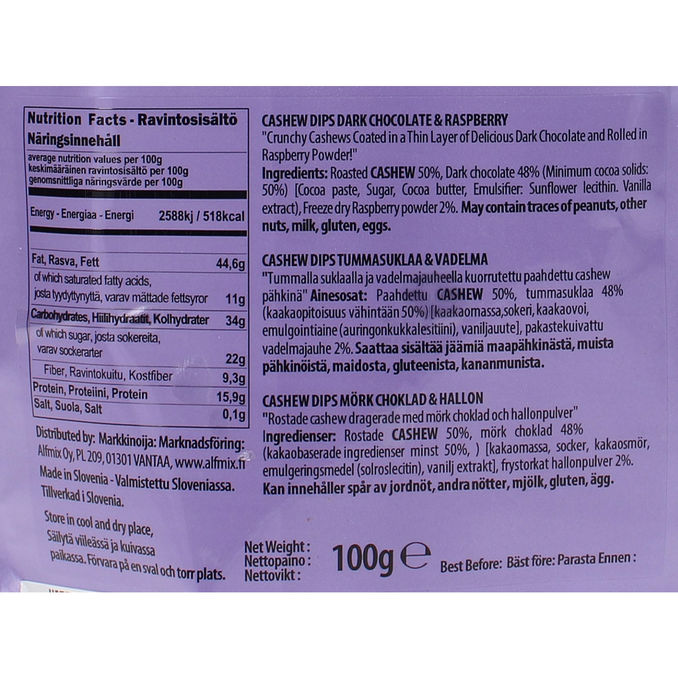 Nutrition Facts - Ravintosisältö
Näringsinnehåll
average nutrition values per 100g
keskimääräinen ravintosisältö per 100g
genomsnittliga näringsvärde per 100g
Energy - Energiaa - Energi 2588kj / 518kcal
Fat, Rasva, Fett 44,6g
of which saturated fatty acids,
josta tyydyttynyttä, varav mättade fettsyror 11g
Carbohydrates, Hiilihydraatit, Kolhydrater 34g
of which sugar, josta sokereita,
varav sockerarter 22g
Fiber, Ravintokuitu, Kostfiber 9,3g
Protein, Proteiini, Protein 15,9g
Salt, Suola, Salt 0,1g
Distributed by: Markkinoija: Marknadsföring:
Alfmix Oy, PL 209, 01301 VANTAA, www.alfmix.fi
Made in Slovenia - Valmistettu Sloveniassa.
Tillverkad i Slovenia.
Store in cool and dry place,
Säilytä viileässä ja kuivassa
paikassa. Förvara på en sval och torr plats.
CASHEW DIPS DARK CHOCOLATE & RASPBERRY
"Crunchy Cashews Coated in a Thin Layer of Delicious Dark Chocolate and Rolled in
Raspberry Powder!"
Ingredients: Roasted CASHEW 50%, Dark chocolate 48% (Minimum cocoa solids:
50%) [Cocoa paste, Sugar, Cocoa butter, Emulsifier: Sunflower lecithin. Vanilla
extract), Freeze dry Raspberry powder 2%. May contain traces of peanuts, other
nuts, milk, gluten, eggs.
CASHEW DIPS TUMMASUKLAA & VADELMA
"Tummalla suklaalla ja vadelmajauheella kuorrutettu paahdettu cashew
pähkinä" Ainesosat: Paahdettu CASHEW 50%, tummasuklaa 48%
(kaakaopitoisuus vähintään 50%) [kaakaomassa,sokeri, kaakaovoi,
emulgointiaine (auringonkukkalesitiini), vaniljauute], pakastekuivattu
vadelmajauhe 2%. Saattaa sisältää jäämiä maapähkinästä, muista
pähkinöistä, maidosta, gluteenista, kananmunista.
CASHEW DIPS MÖRK CHOKLAD & HALLON
"Rostade cashew dragerade med mörk choklad och hallonpulver"
Ingredienser: Rostade CASHEW 50%, mörk choklad 48%
(kakaobaserade ingredienser minst 50%, ) [kakaomassa, socker, kakaosmör,
emulgeringsmedel (solroslecitin), vanilj extrakt], frystorkat hallonpulver 2%.
Kan innehåller spår av jordnöt, andra nötter, mjölk, gluten, ägg.
Net Weight:
Nettopaino:
Nettovikt:
100g ℮
Best Before: Bäst före: Parasta Ennen :